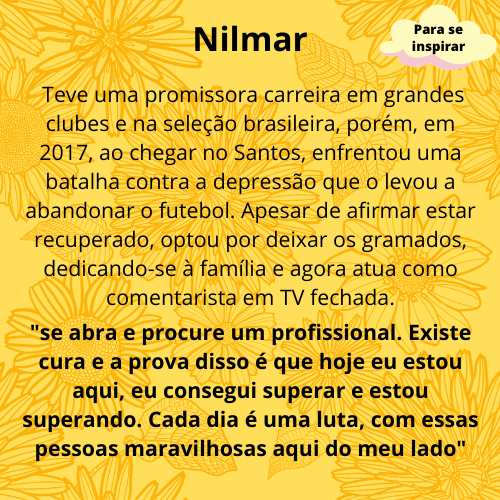 Nilmar
Para se
inspirar
Teve uma promissora carreira em grandes
clubes e na seleção brasileira, porém, em
2017, ao chegar no Santos, enfrentou uma
batalha contra a depressão que o levou a
abandonar o futebol. Apesar de afirmar estar
recuperado, optou por deixar os gramados,
dedicando-se à família e agora atua como
comentarista em TV fechada.
"se abra e procure um profissional. Existe
cura e a prova disso é que hoje eu estou
aqui, eu consegui superar e estou
superando. Cada dia é uma luta, com essas
pessoas maravilhosas aqui do meu lado"